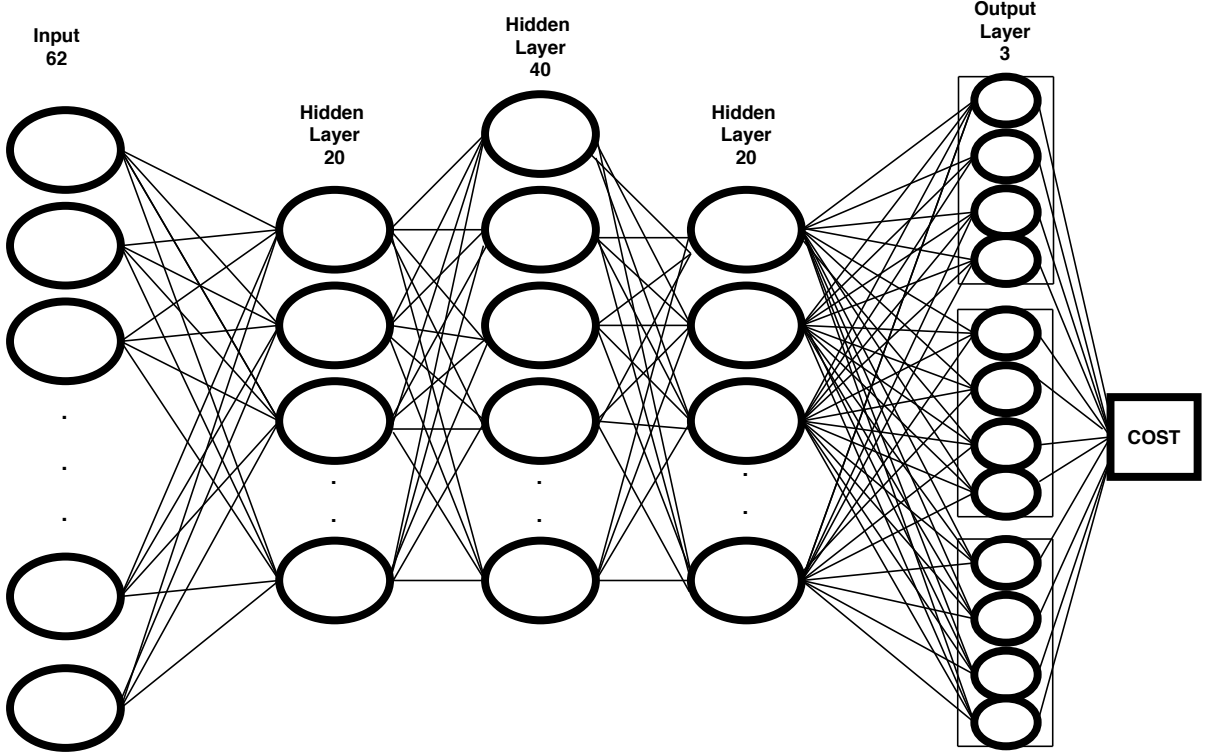 Input
62
Hidden
Layer
20
Hidden
Layer
40
Hidden
Layer
20
Output
Layer
3
COST